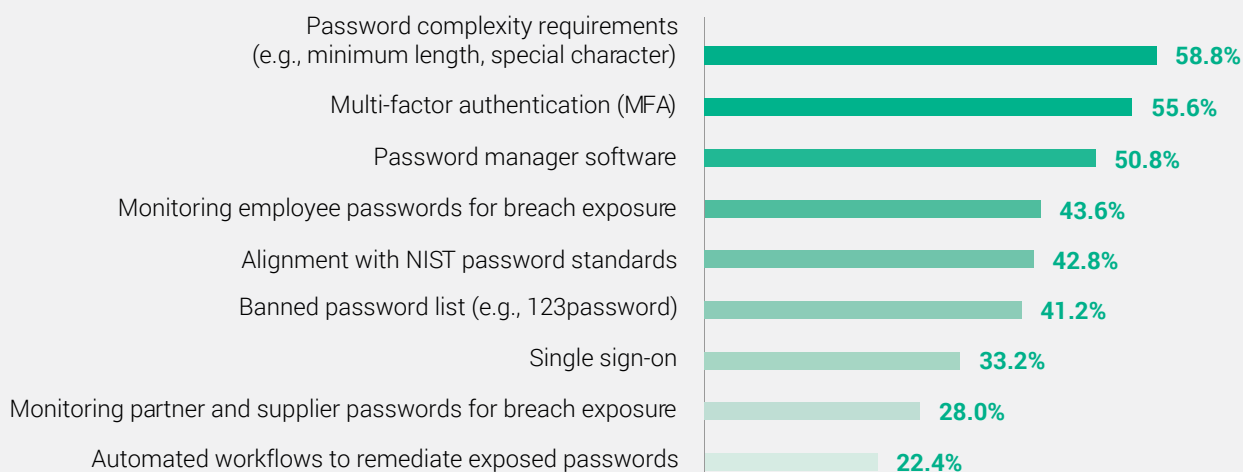 Password complexity requirements
(e.g., minimum length, special character)
58.8%
Multi-factor authentication (MFA)
55.6%
Password manager software
50.8%
Monitoring employee passwords for breach exposure
43.6%
Alignment with NIST password standards
42.8%
Banned password list (e.g., 123password)
41.2%
Single sign-on
33.2%
Monitoring partner and supplier passwords for breach exposure
28.0%
Automated workflows to remediate exposed passwords
22.4%